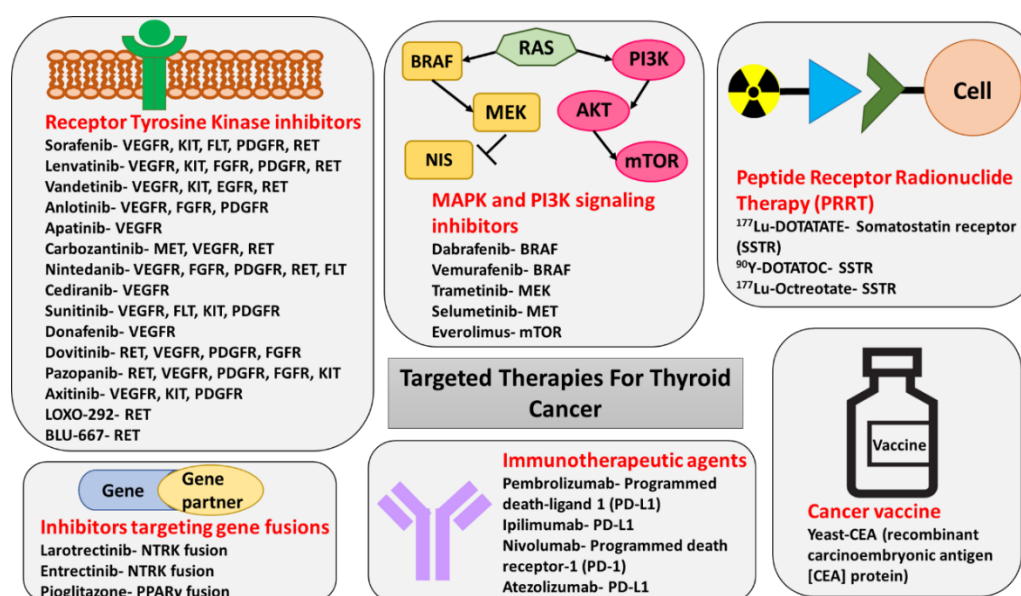 Receptor Tyrosine Kinase inhibitors
Sorafenib- VEGFR, KIT, FLT, PDGFR, RET
Lenvatinib- VEGFR, KIT, FGFR, PDGFR, RET
Vandetinib- VEGFR, KIT, EGFR, RET
Anlotinib- VEGFR, FGFR, PDGFR
Apatinib- VEGFR
Carbozantinib- MET, VEGFR, RET
Nintedanib- VEGFR, FGFR, PDGFR, RET, FLT
Cediranib- VEGFR
Sunitinib- VEGFR, FLT, KIT, PDGFR
Donafenib- VEGFR
Dovitinib- RET, VEGFR, PDGFR, FGFR
Pazopanib- RET, VEGFR, PDGFR, FGFR, KIT
Axitinib- VEGFR, KIT, PDGFR
LOXO-292- RET
BLU-667- RET
RAS
BRAF
PI3K
MEK
AKT
NIS
mTOR
MAPK and PI3K signaling
inhibitors
Dabrafenib- BRAF
Vemurafenib- BRAF
Trametinib- MEK
Selumetinib- MET
Everolimus- mTOR
Cell
Peptide Receptor Radionuclide
Therapy (PRRT)
¹⁷⁷Lu-DOTATATE- Somatostatin receptor
(SSTR)
⁹⁰Y-DOTATOC- SSTR
¹⁷⁷Lu-Octreotate- SSTR
Targeted Therapies For Thyroid
Cancer
Gene
Gene
partner
Inhibitors targeting gene fusions
Larotrectinib- NTRK fusion
Entrectinib- NTRK fusion
Pioglitazone- PPARγ fusion
Immunotherapeutic agents
Pembrolizumab- Programmed
death-ligand 1 (PD-L1)
Ipilimumab- PD-L1
Nivolumab- Programmed death
receptor-1 (PD-1)
Atezolizumab- PD-L1
Vaccine
Cancer vaccine
Yeast-CEA (recombinant
carcinoembryonic antigen
[CEA] protein)